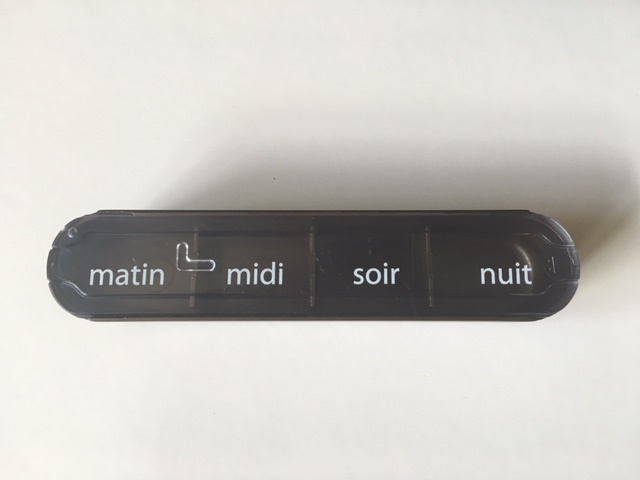 matin midi soir nuit